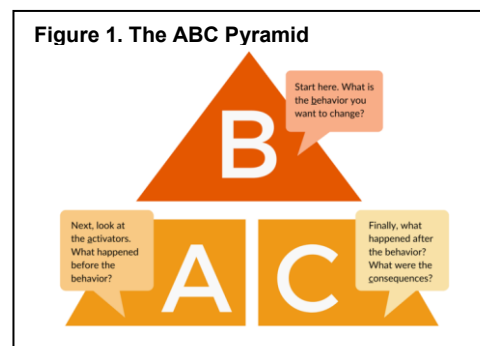 Figure 1. The ABC Pyramid
Start here. What is
the behavior you
want to change?
B
Next, look at
the activators.
What happened
before the
behavior?
A
C
Finally, what
happened after
the behavior?
What were the
consequences?